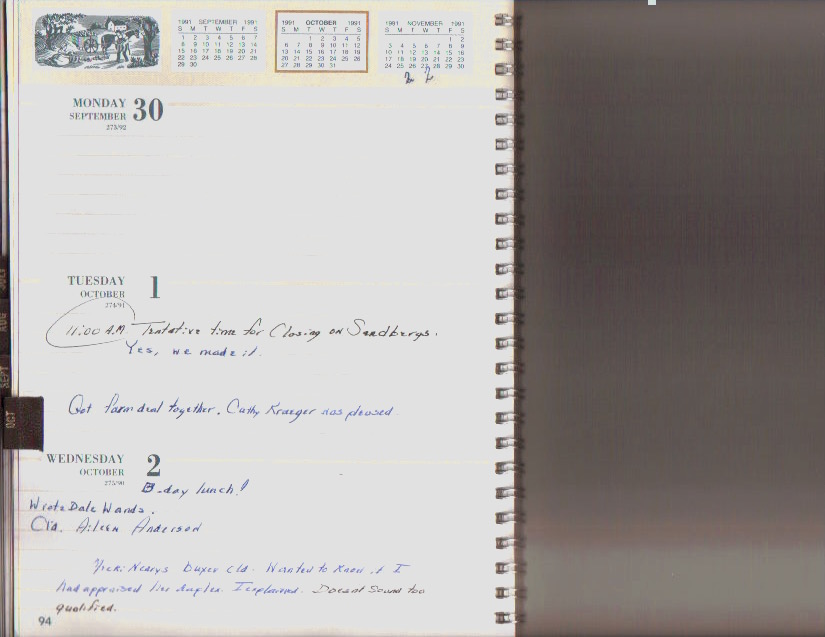 1991 SEPTEMBER 1991
S M T W T F S
1 2 3 4 5 6 7
8 9 10 11 12 13 14
15 16 17 18 19 20 21
22 23 24 25 26 27 28
29 30
1991 OCTOBER 1991
S M T W T F S
1 2 3 4 5
6 7 8 9 10 11 12
13 14 15 16 17 18 19
20 21 22 23 24 25 26
27 28 29 30 31
1991 NOVEMBER 1991
S M T W T F S
1 2
3 4 5 6 7 8 9
10 11 12 13 14 15 16
17 18 19 20 21 22 23
24 25 26 27 28 29 30
2 2
MONDAY 30
SEPTEMBER
273/92
TUESDAY 1
OCTOBER
274/91
11:00 A.M. Tentative time for Closing on Sandbergs.
Yes, we made it.
Got farm deal together. Cathy Kraeger was pleased.
WEDNESDAY 2
OCTOBER
275/90
B-day lunch!
Wrote Dale Wands.
Cld. Aileen Anderson
Nearys buyer cld. Wanted to know if I
had appraised her duplex. I explained. Doesnt Sound too
qualified.
94
JULY
AUG
SEPT
OCT